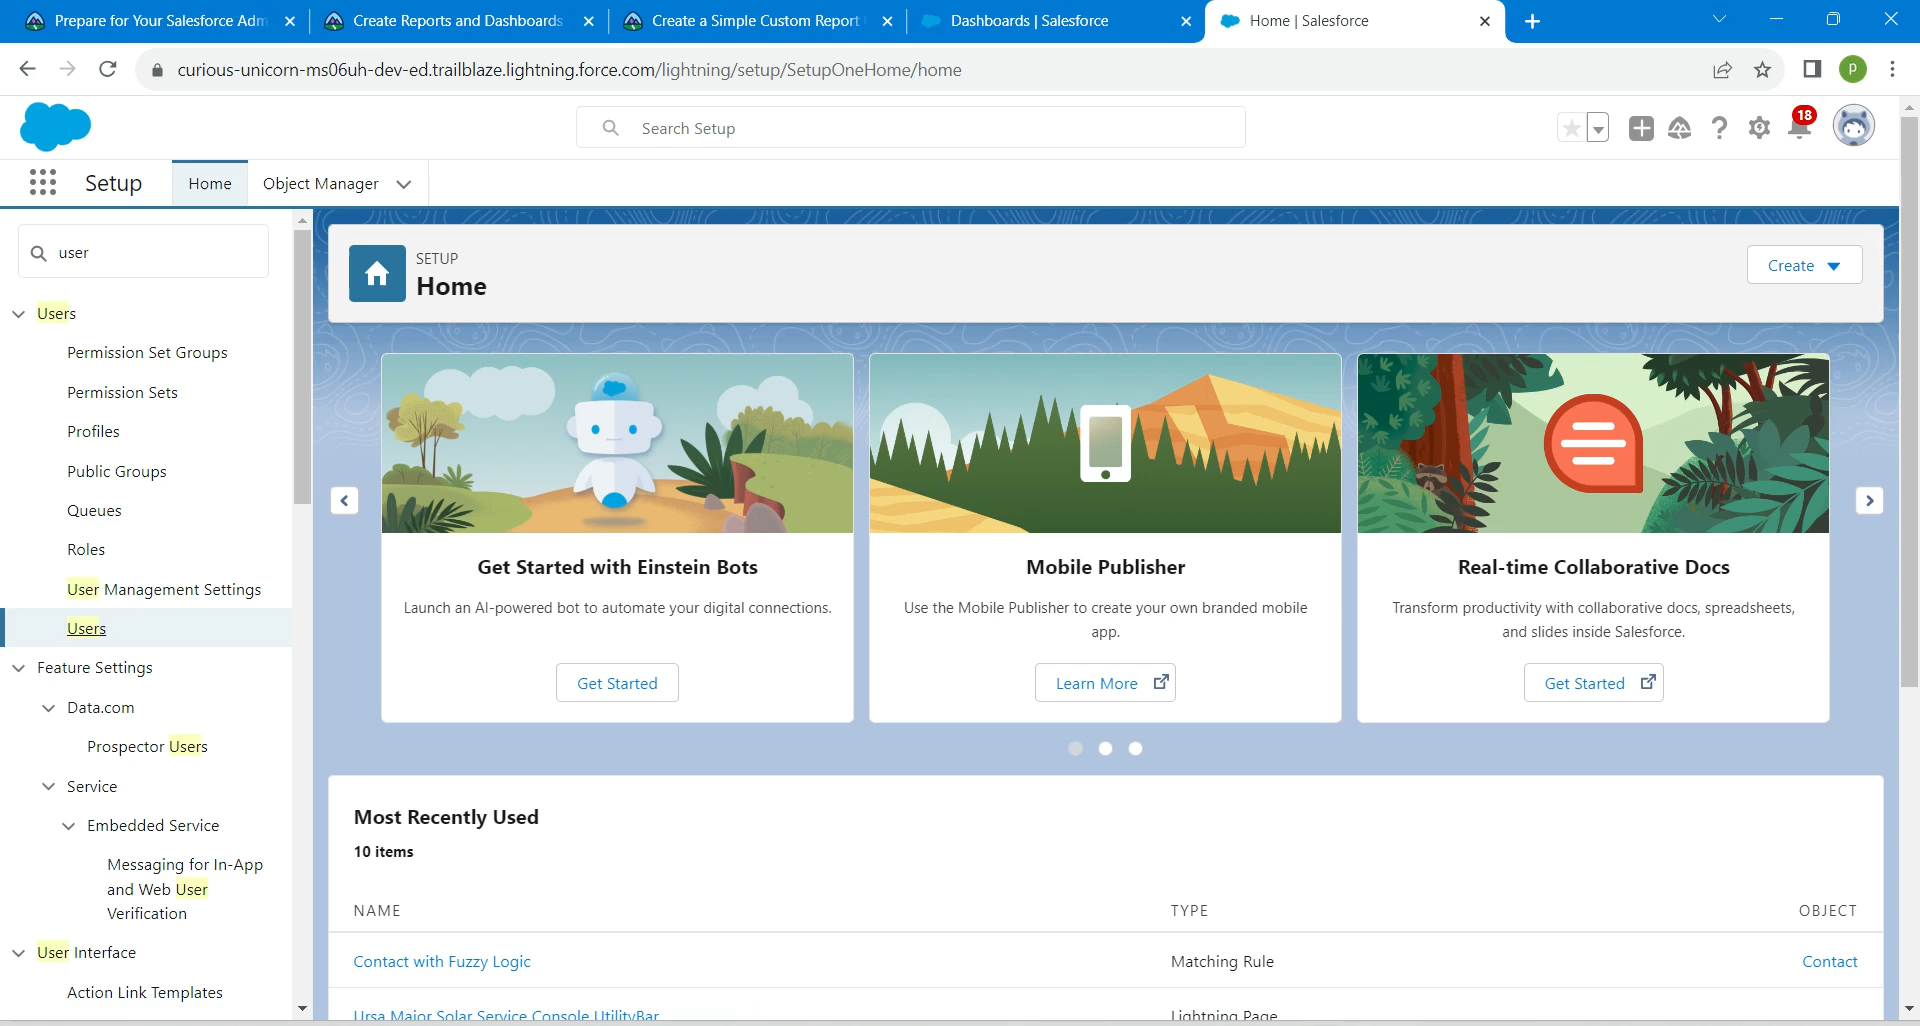 Prepare for Your Salesforce Adm
Create Reports and Dashboards
Create a Simple Custom Report
Dashboards | Salesforce
Home | Salesforce
curious-unicorn-ms06uh-dev-ed.trailblaze.lightning.force.com/lightning/setup/SetupOneHome/home
p
Search Setup
18
Setup
Home
Object Manager
user
Users
Permission Set Groups
Permission Sets
Profiles
Public Groups
Queues
Roles
User Management Settings
Users
Feature Settings
Data.com
Prospector Users
Service
Embedded Service
Messaging for In-App
and Web User
Verification
User Interface
Action Link Templates
SETUP
Home
Create
Get Started with Einstein Bots
Launch an AI-powered bot to automate your digital connections.
Get Started
Mobile Publisher
Use the Mobile Publisher to create your own branded mobile
app.
Learn More
Real-time Collaborative Docs
Transform productivity with collaborative docs, spreadsheets,
and slides inside Salesforce.
Get Started
Most Recently Used
10 items
NAME TYPE OBJECT
Contact with Fuzzy Logic Matching Rule Contact
Ursa Major Solar Service Console UtilityBar Lightning Page